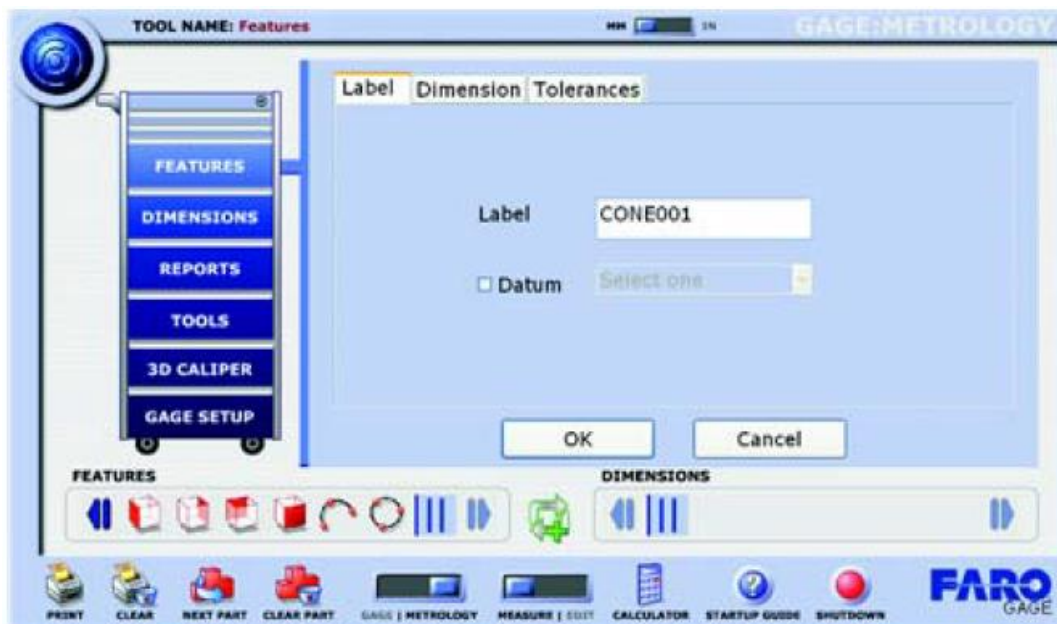 TOOL NAME: Features
MM IN
GAGE:METROLOGY
Label Dimension Tolerances
FEATURES
DIMENSIONS
REPORTS
TOOLS
3D CALIPER
GAGE SETUP
Label CONE001
Datum Select one
OK Cancel
FEATURES DIMENSIONS
PRINT CLEAR NEXT PART CLEAR PART GAGE | METROLOGY MEASURE | EDIT CALCULATOR STARTUP GUIDE SHUTDOWN
FARO
GAGE